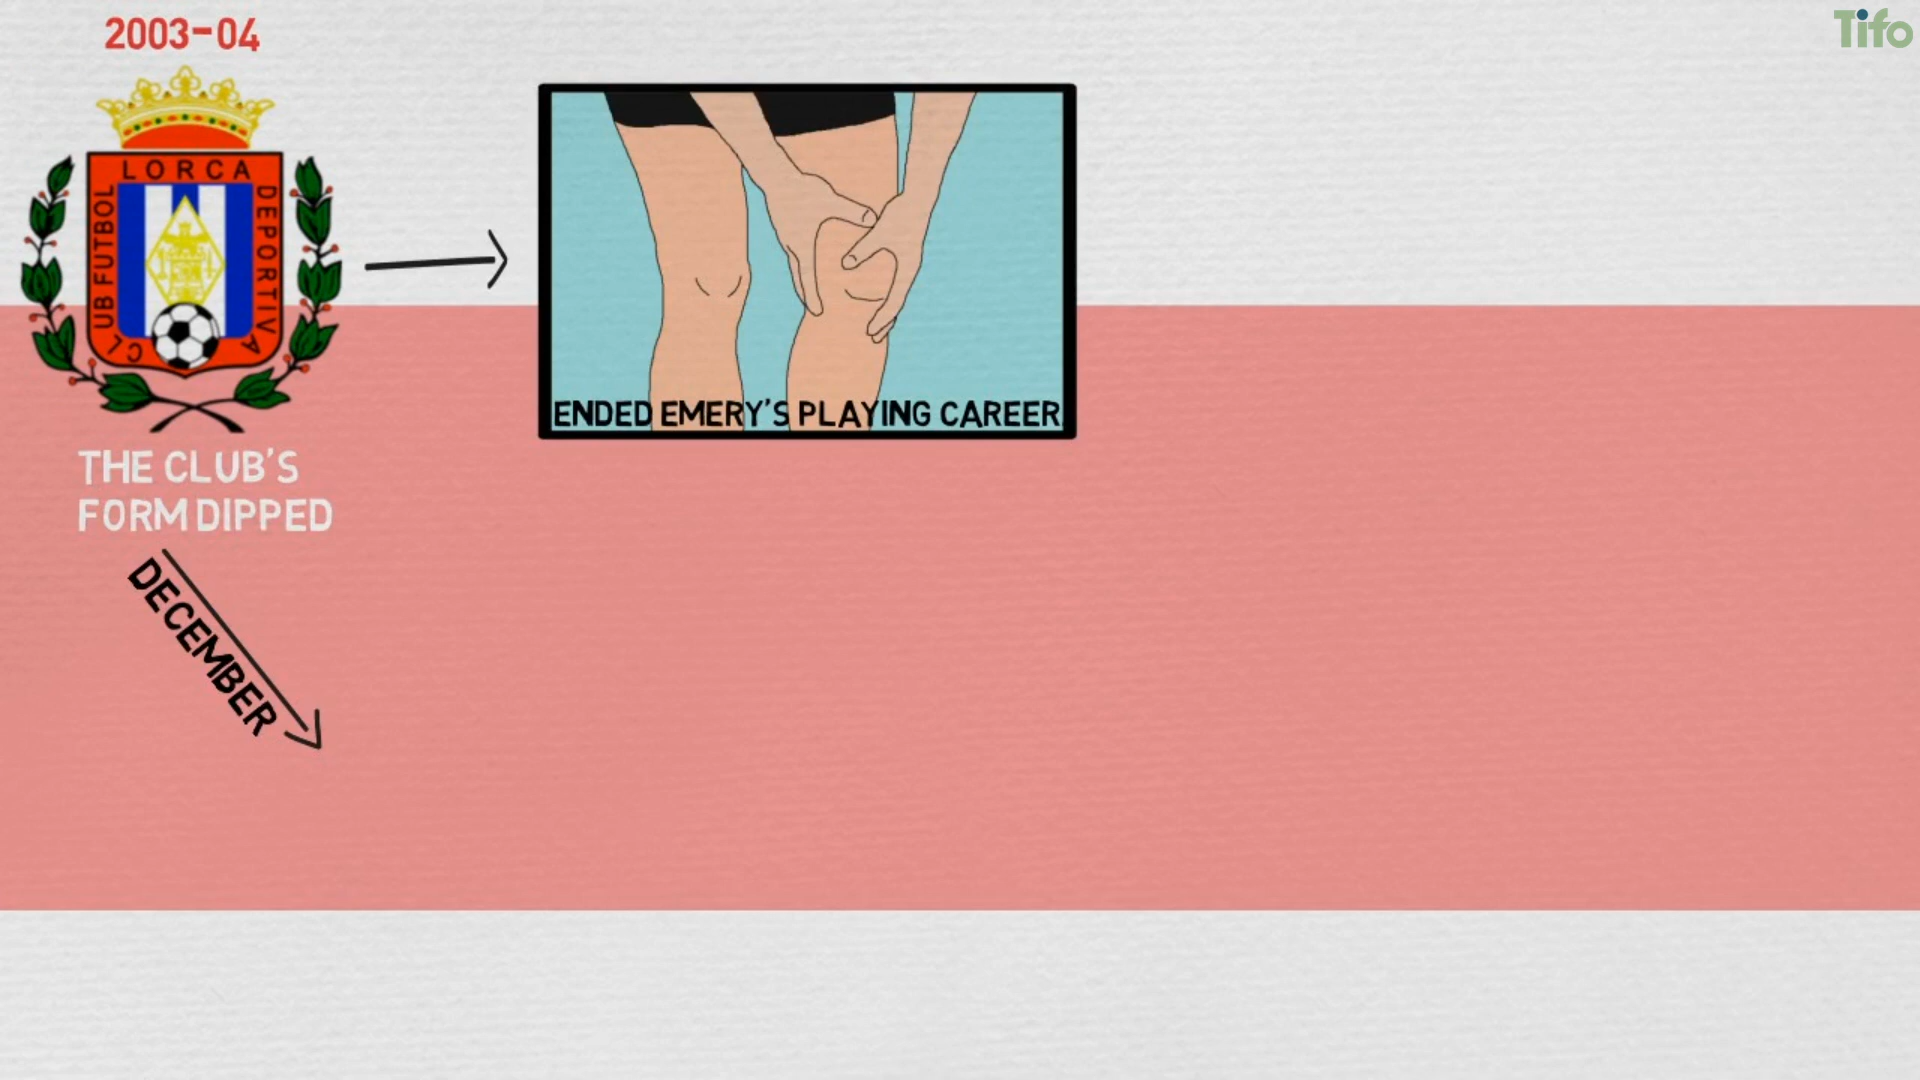 2003-04
Tifo
LORCA
CLUB FUTBOL
DEPORTIVA
ENDED EMERY'S PLAYING CAREER
THE CLUB'S
FORM DIPPED
DECEMBER